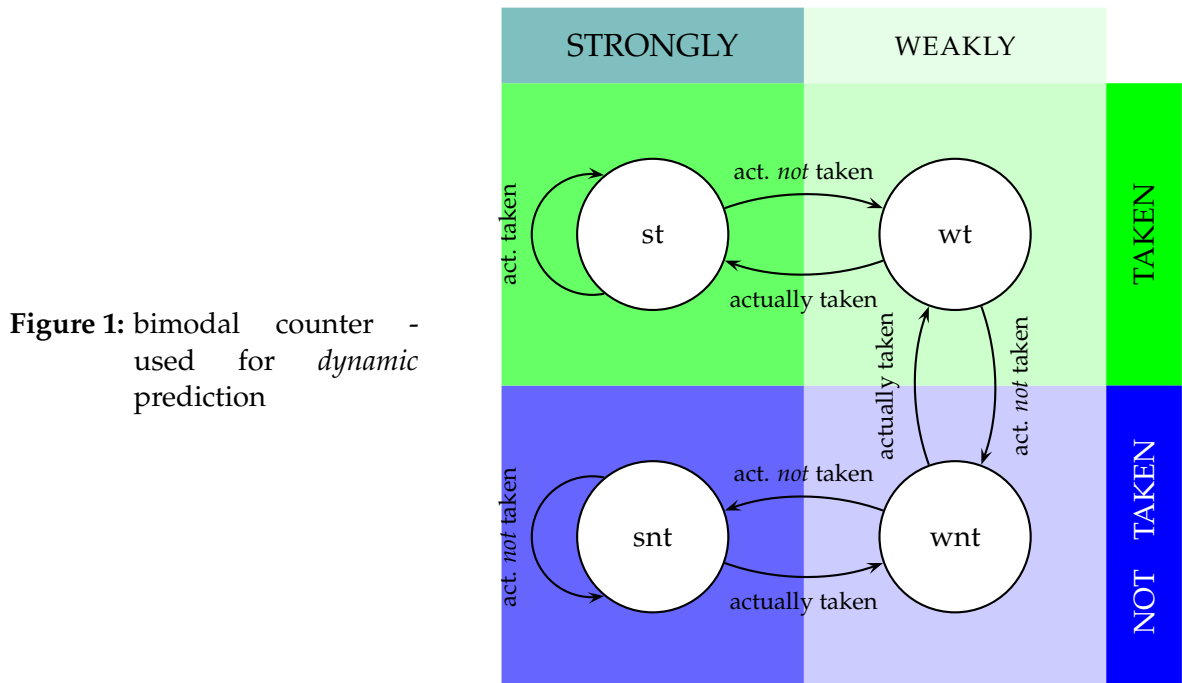 STRONGLY
WEAKLY
TAKEN
NOT TAKEN
act. taken
st
act. not taken
actually taken
wt
actually taken
act. not taken
act. not taken
snt
act. not taken
actually taken
wnt
Figure 1: bimodal counter -
used for dynamic
prediction